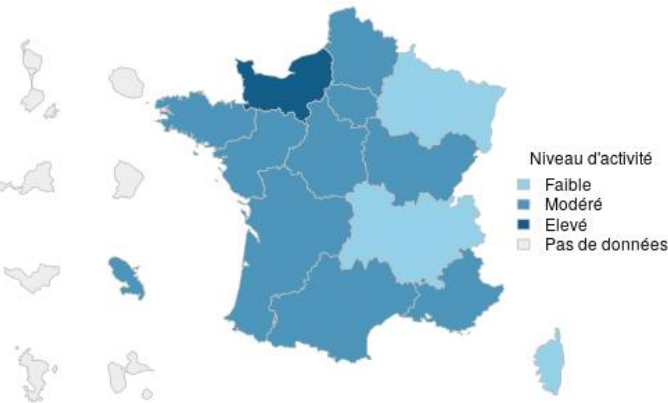 Niveau d'activité
Faible
Modéré
Elevé
Pas de données